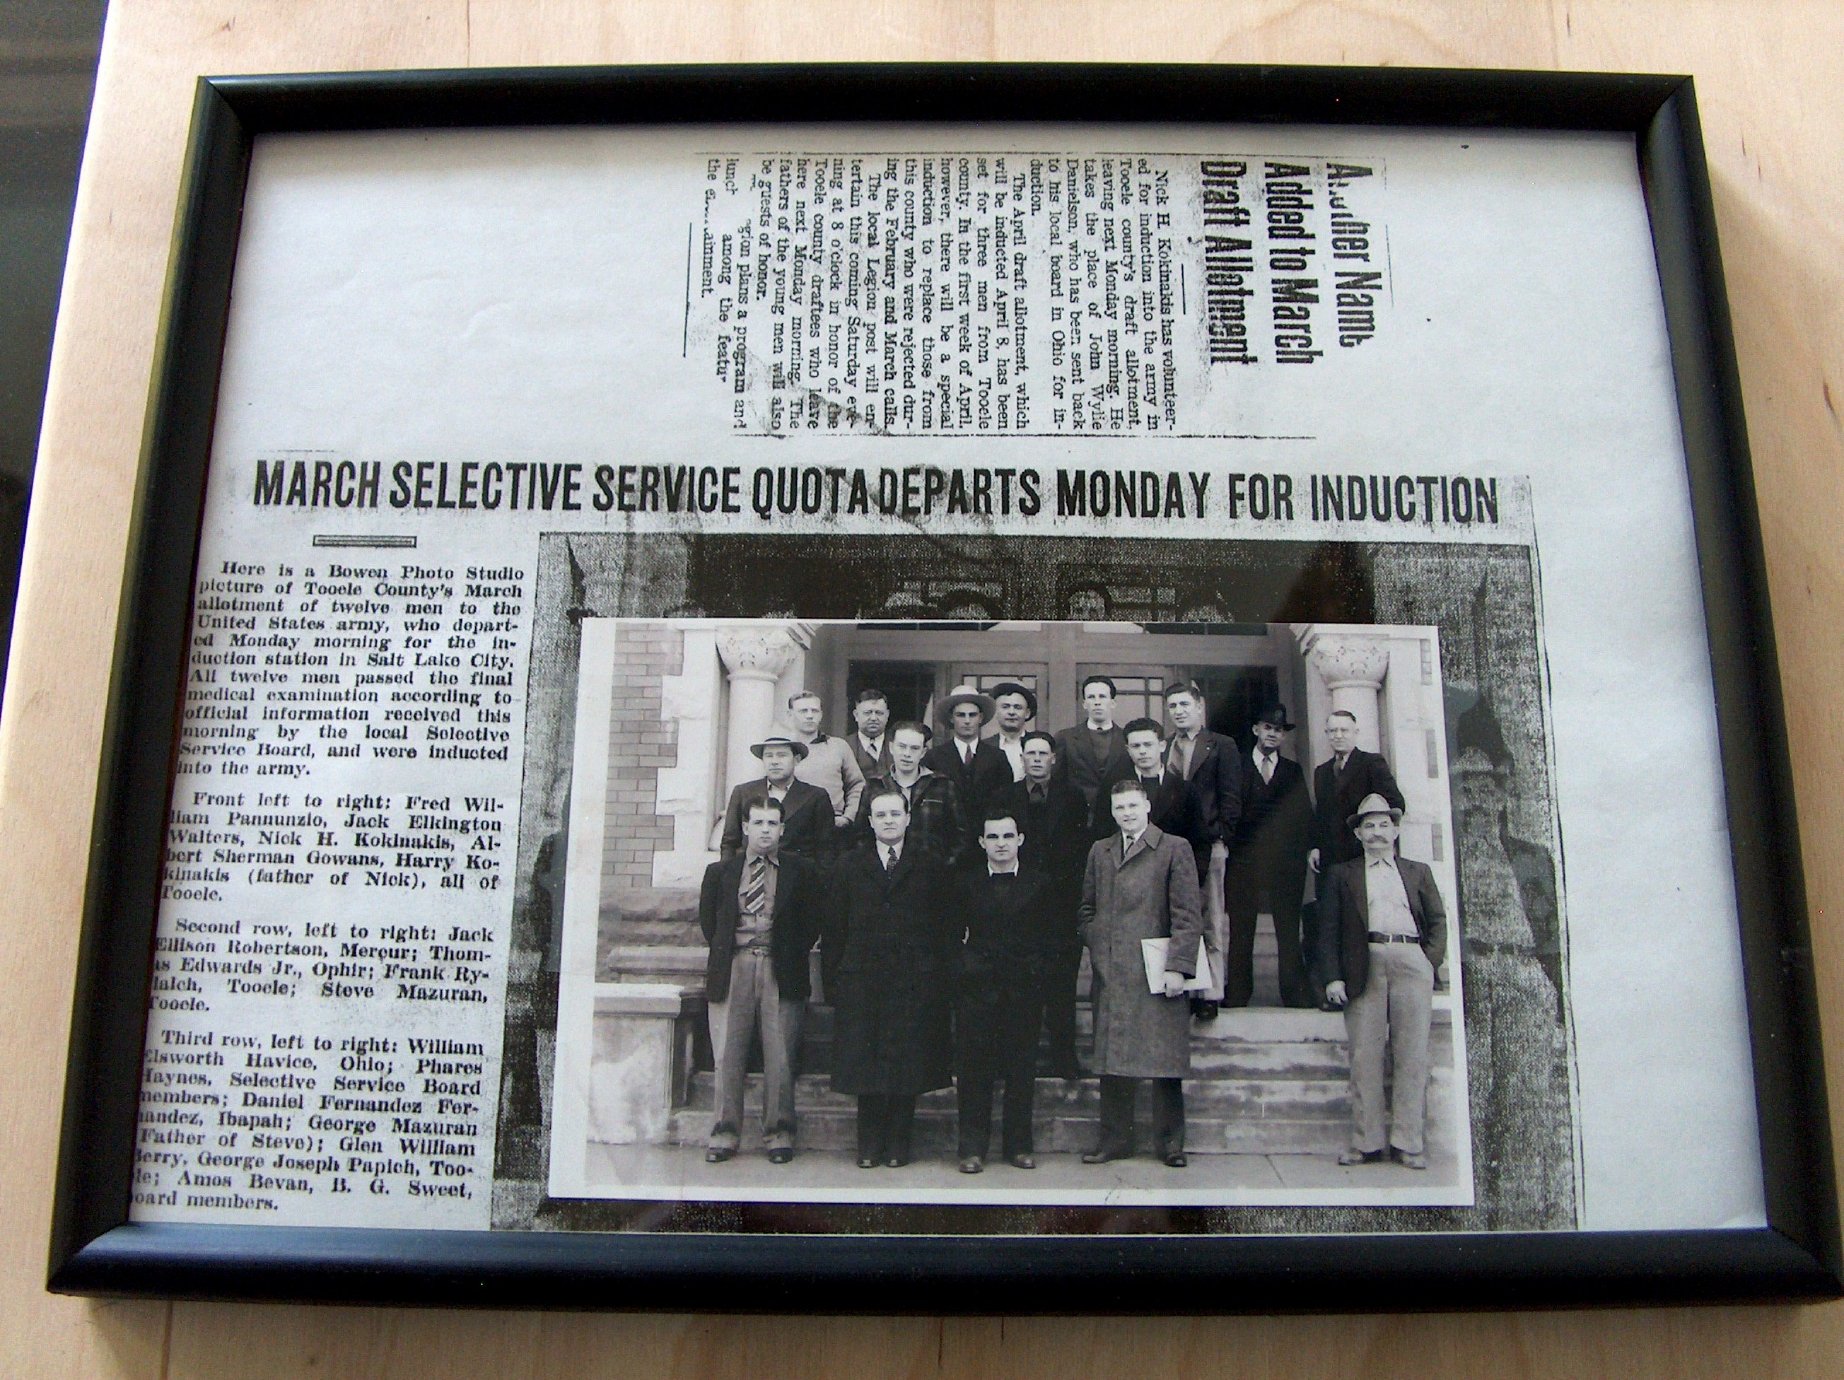 Added to March
Draft Allotment
Nick H. Kokinakis has volunteer-
ed for induction into the army in
Tooele county's draft allotment,
leaving next Monday morning. He
takes the place of John Wylie
Danielson, who has been sent back
to his local board in Ohio for in-
duction.
The April draft allotment, which
will be inducted April 8, has been
set for three men from Tooele
county. In the first week of April,
however, there will be a special
induction to replace those from
this county who were rejected dur-
ing the February and March calls.
The local Legion post will en-
tertain this coming Saturday eve-
ning at 8 o'clock in honor of the
Tooele county draftees who leave
here next Monday morning. The
fathers of the young men will also
be guests of honor.
plans a program and
lunch among the featu-
the
MARCH SELECTIVE SERVICE QUOTA DEPARTS MONDAY FOR INDUCTION
Here is a Bowen Photo Studio
picture of Tooele County's March
allotment of twelve men to the
United States army, who depart-
ed Monday morning for the in-
duction station in Salt Lake City.
All twelve men passed the final
medical examination according to
official information received this
morning by the local Selective
Service Board, and were inducted
into the army.
Front left to right: Fred Wil-
liam Pannunzio, Jack Elkington
Walters, Nick H. Kokinakis, Al-
bert Sherman Gowans, Harry Ko-
kinakis (father of Nick), all of
Tooele.
Second row, left to right: Jack
Ellison Robertson, Mercur; Thom-
as Edwards Jr., Ophir; Frank Ry-
lalch, Tooele; Steve Mazuran,
Tooele.
Third row, left to right: William
Elsworth Havice, Ohio; Phares
Haynes, Selective Service Board
members; Daniel Fernandez Fer-
nandez, Ibapah; George Mazuran
(Father of Steve); Glen William
Berry, George Joseph Papich, Too-
le; Amos Bevan, B. G. Sweet,
board members.